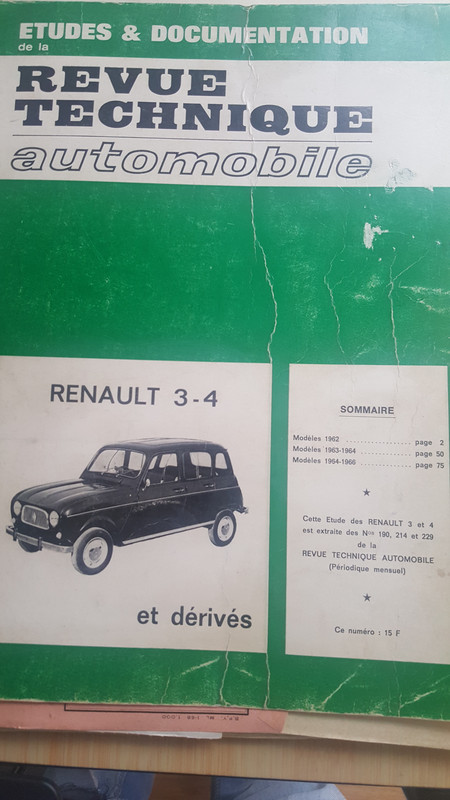 ETUDES & DOCUMENTATION
de la
REVUE
TECHNIQUE
automobile
RENAULT 3-4
et dérivés
SOMMAIRE
Modèles 1962 ................. page 2
Modèles 1963-1964 ............. page 50
Modèles 1964-1966 ............. page 75
★
Cette Etude des RENAULT 3 et 4
est extraite des Nos 190, 214 et 229
de la
REVUE TECHNIQUE AUTOMOBILE
(Périodique mensuel)
★
Ce numéro : 15 F